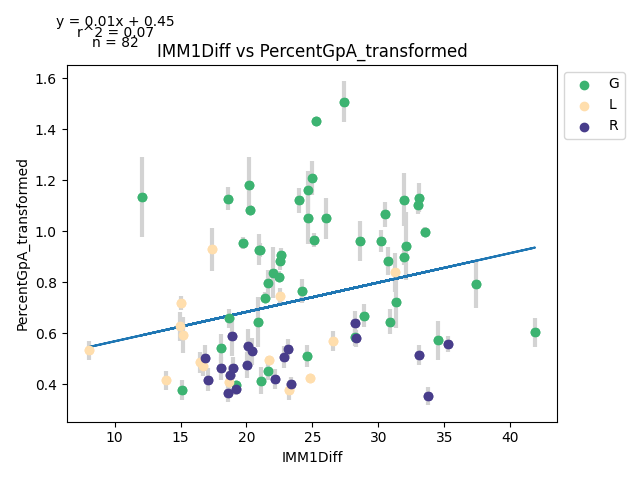 y = 0.01x + 0.45
r^2 = 0.07
n = 82
IMM1Diff vs PercentGpA_transformed
G
L
R
PercentGpA_transformed
1.6
1.4
1.2
1.0
0.8
0.6
0.4
10 15 20 25 30 35 40
IMM1Diff